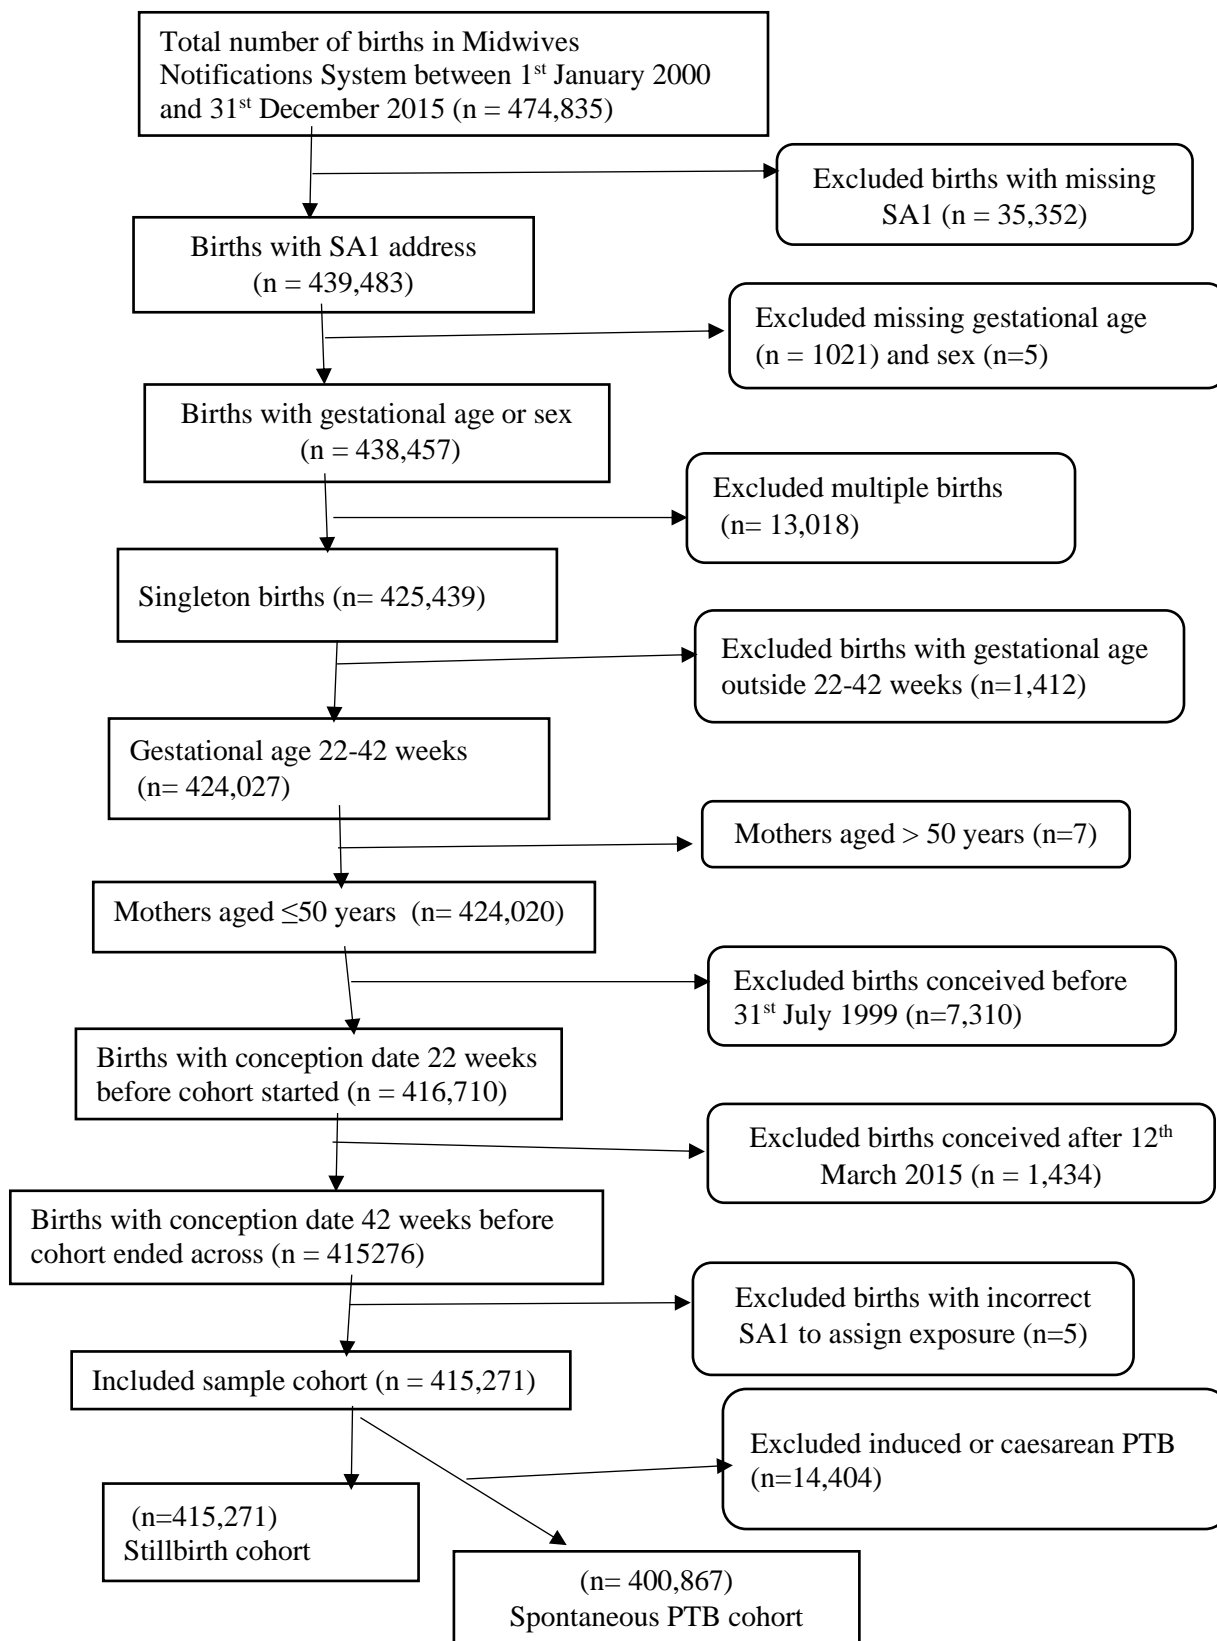 Total number of births in Midwives
Notifications System between 1st January 2000
and 31st December 2015 (n = 474,835)
Excluded births with missing
SA1 (n = 35,352)
Births with SA1 address
(n = 439,483)
Excluded missing gestational age
(n = 1021) and sex (n=5)
Births with gestational age or sex
(n = 438,457)
Excluded multiple births
(n= 13,018)
Singleton births (n= 425,439)
Excluded births with gestational age
outside 22-42 weeks (n=1,412)
Gestational age 22-42 weeks
(n= 424,027)
Mothers aged > 50 years (n=7)
Mothers aged ≤50 years (n= 424,020)
Excluded births conceived before
31st July 1999 (n=7,310)
Births with conception date 22 weeks
before cohort started (n = 416,710)
Excluded births conceived after 12th
March 2015 (n = 1,434)
Births with conception date 42 weeks before
cohort ended across (n = 415276)
Excluded births with incorrect
SA1 to assign exposure (n=5)
Included sample cohort (n = 415,271)
Excluded induced or caesarean PTB
(n=14,404)
(n=415,271)
Stillbirth cohort
(n= 400,867)
Spontaneous PTB cohort